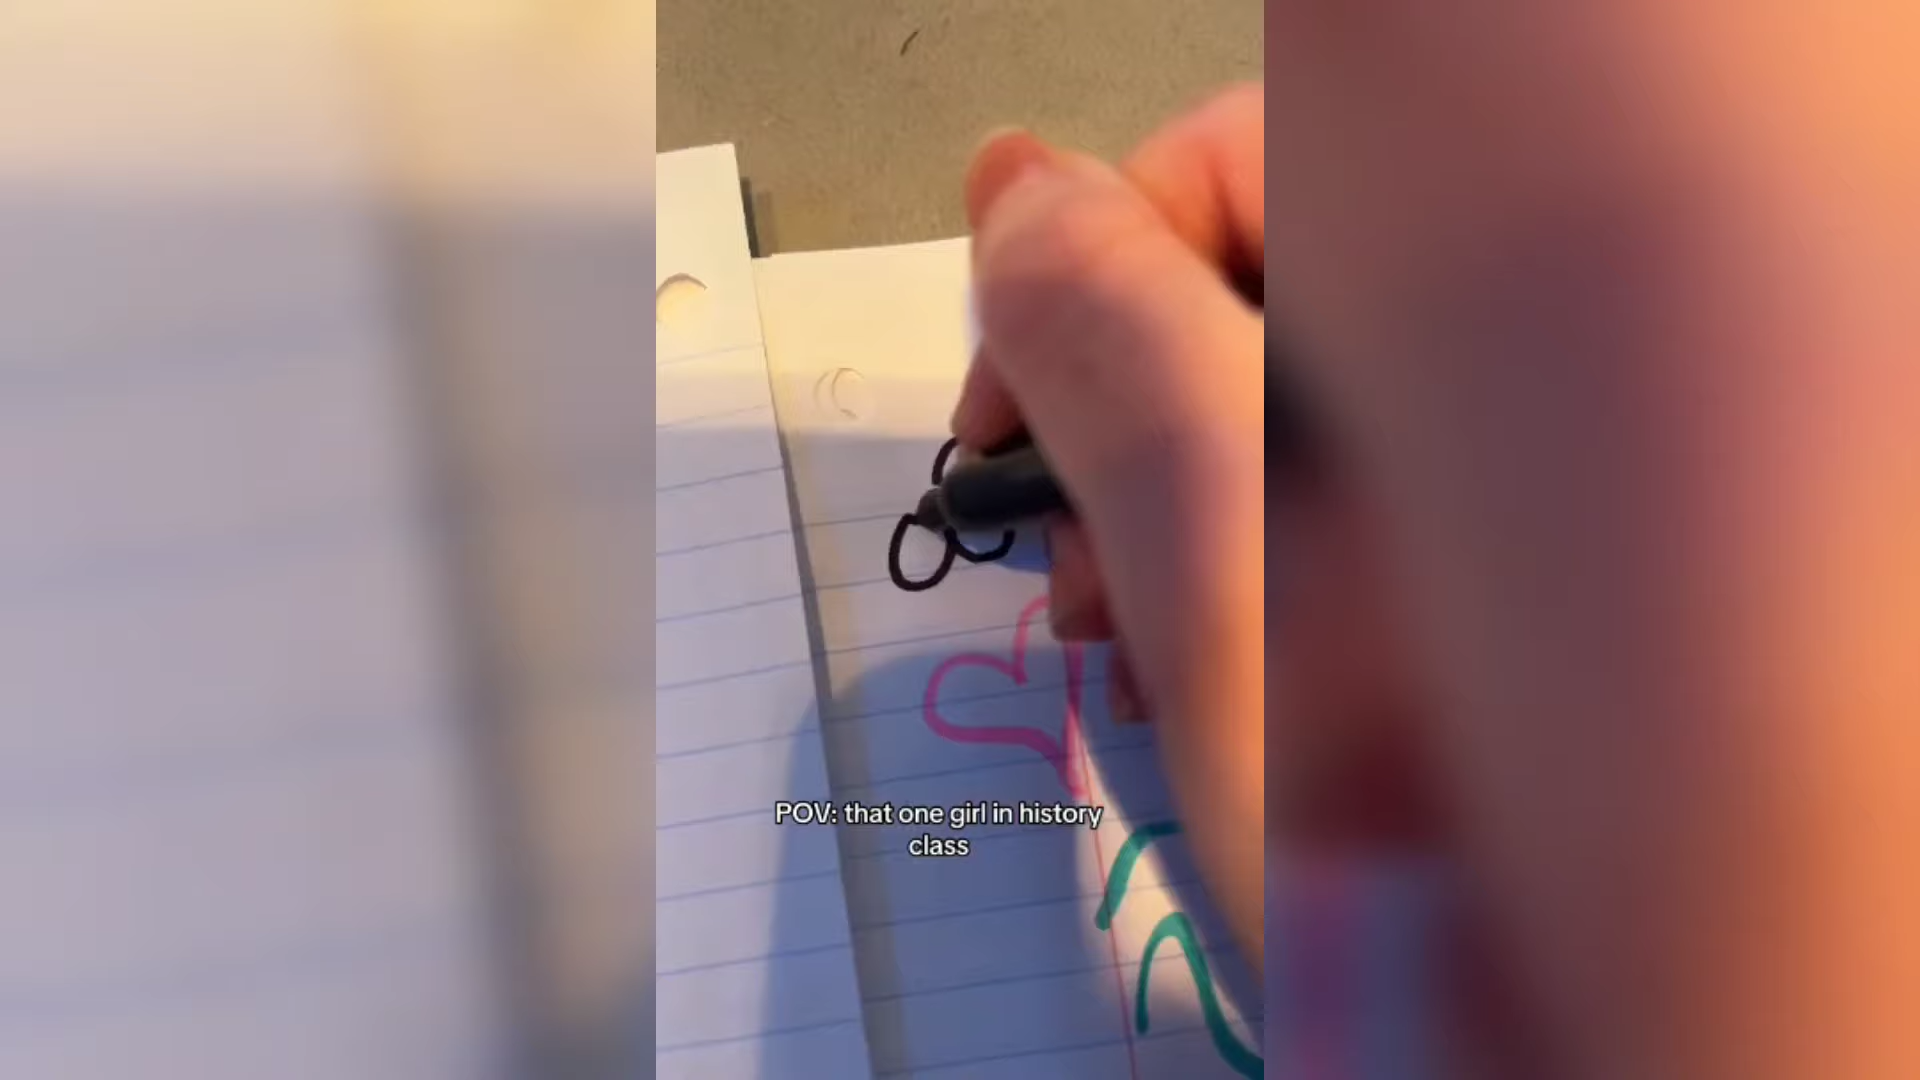 POV: that one girl in history
class